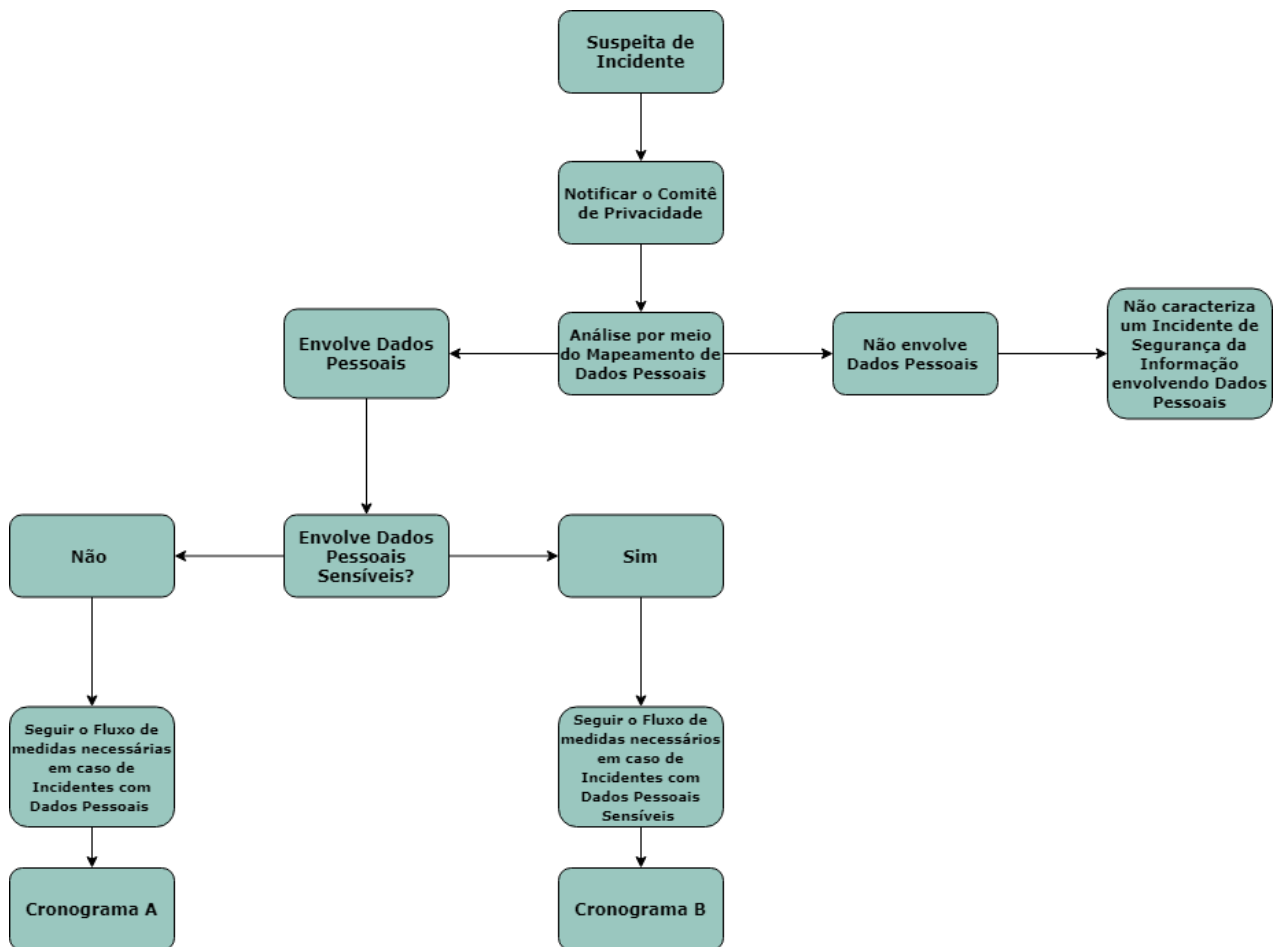 Suspeita de
Incidente
Notificar o Comitê
de Privacidade
Envolve Dados
Pessoais
Análise por meio
do Mapeamento de
Dados Pessoais
Não envolve
Dados Pessoais
Não caracteriza
um Incidente de
Segurança da
Informação
envolvendo Dados
Pessoais
Não
Envolve Dados
Pessoais
Sensíveis?
Sim
Seguir o Fluxo de
medidas necessárias
em caso de
Incidentes com
Dados Pessoais
Seguir o Fluxo de
medidas necessários
em caso de
Incidentes com
Dados Pessoais
Sensíveis
Cronograma A
Cronograma B